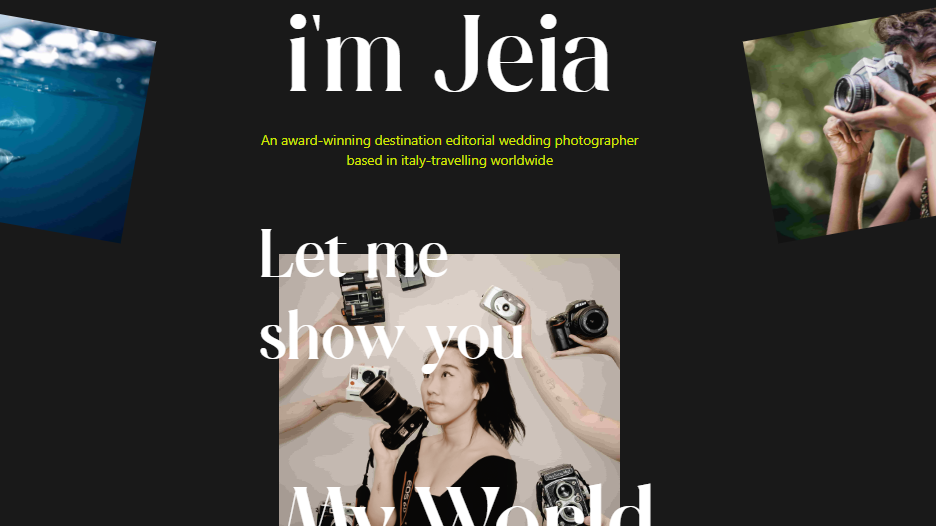 i'm Jeia
An award-winning destination editorial wedding photographer
based in italy-travelling worldwide
Let me
show you
My World